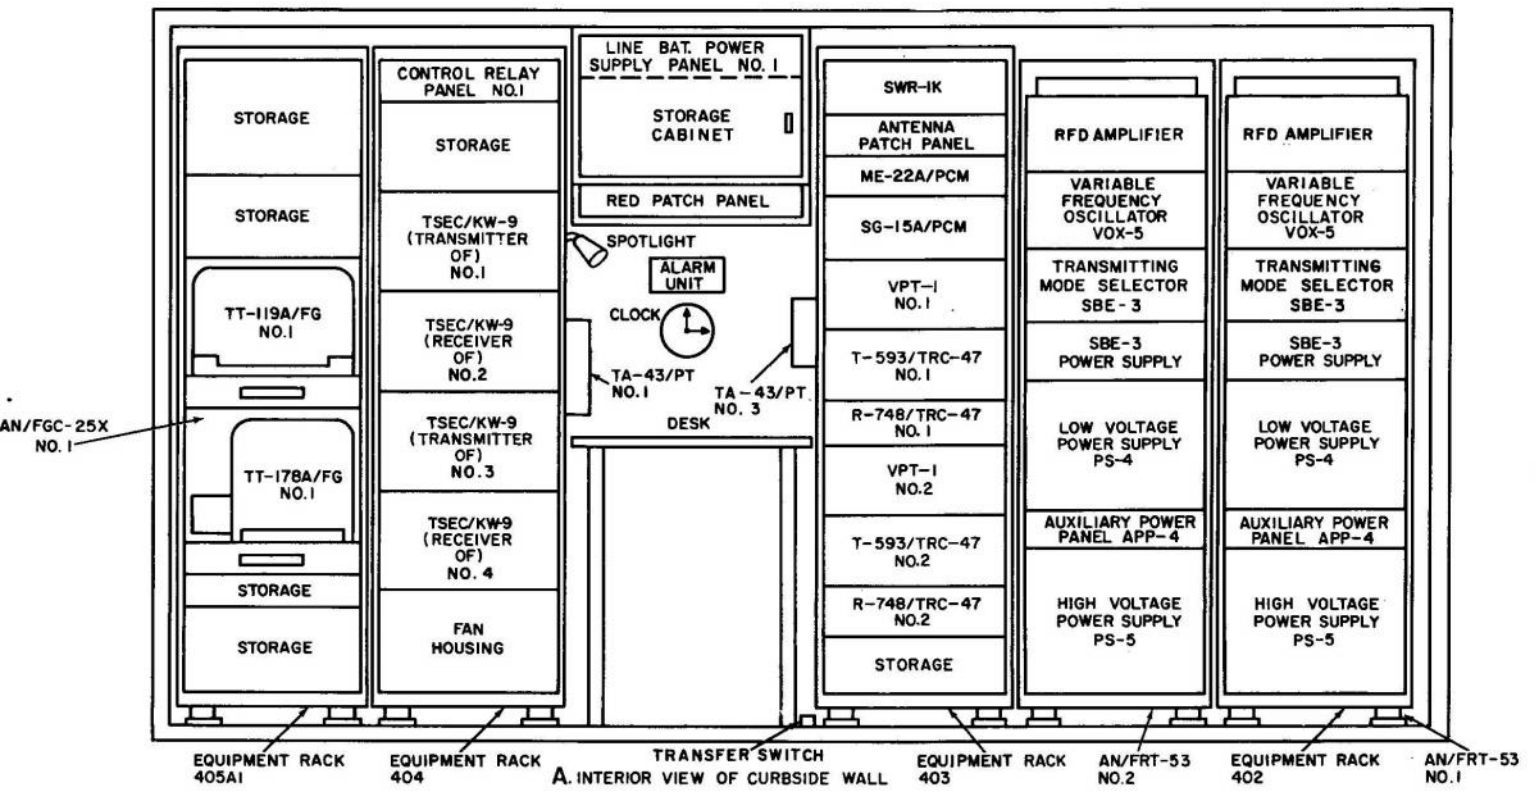 STORAGE
STORAGE
TT-119A/FG
NO.1
AN/FGC-25X
NO. 1
TT-178A/FG
NO.1
STORAGE
STORAGE
CONTROL RELAY
PANEL NO.1
STORAGE
TSEC/KW-9
(TRANSMITTER
OF)
NO.1
TSEC/KW-9
(RECEIVER
OF)
NO.2
TSEC/KW-9
(TRANSMITTER
OF)
NO.3
TSEC/KW-9
(RECEIVER
OF)
NO. 4
FAN
HOUSING
LINE BAT. POWER
SUPPLY PANEL NO. 1
STORAGE
CABINET
RED PATCH PANEL
SPOTLIGHT
ALARM
UNIT
CLOCK
TA-43/PT
NO. 1
TA-43/PT
NO. 3
DESK
SWR-1K
ANTENNA
PATCH PANEL
ME-22A/PCM
SG-15A/PCM
VPT-1
NO.1
T-593/TRC-47
NO.1
R-748/TRC-47
NO.1
VPT-1
NO.2
T-593/TRC-47
NO.2
R-748/TRC-47
NO.2
STORAGE
RFD AMPLIFIER
VARIABLE
FREQUENCY
OSCILLATOR
VOX-5
TRANSMITTING
MODE SELECTOR
SBE-3
SBE-3
POWER SUPPLY
LOW VOLTAGE
POWER SUPPLY
PS-4
AUXILIARY POWER
PANEL APP-4
HIGH VOLTAGE
POWER SUPPLY
PS-5
RFD AMPLIFIER
VARIABLE
FREQUENCY
OSCILLATOR
VOX-5
TRANSMITTING
MODE SELECTOR
SBE-3
SBE-3
POWER SUPPLY
LOW VOLTAGE
POWER SUPPLY
PS-4
AUXILIARY POWER
PANEL APP-4
HIGH VOLTAGE
POWER SUPPLY
PS-5
EQUIPMENT RACK
405A1
EQUIPMENT RACK
404
TRANSFER SWITCH
EQUIPMENT RACK
403
AN/FRT-53
NO.2
EQUIPMENT RACK
402
AN/FRT-53
NO.1
A. INTERIOR VIEW OF CURBSIDE WALL